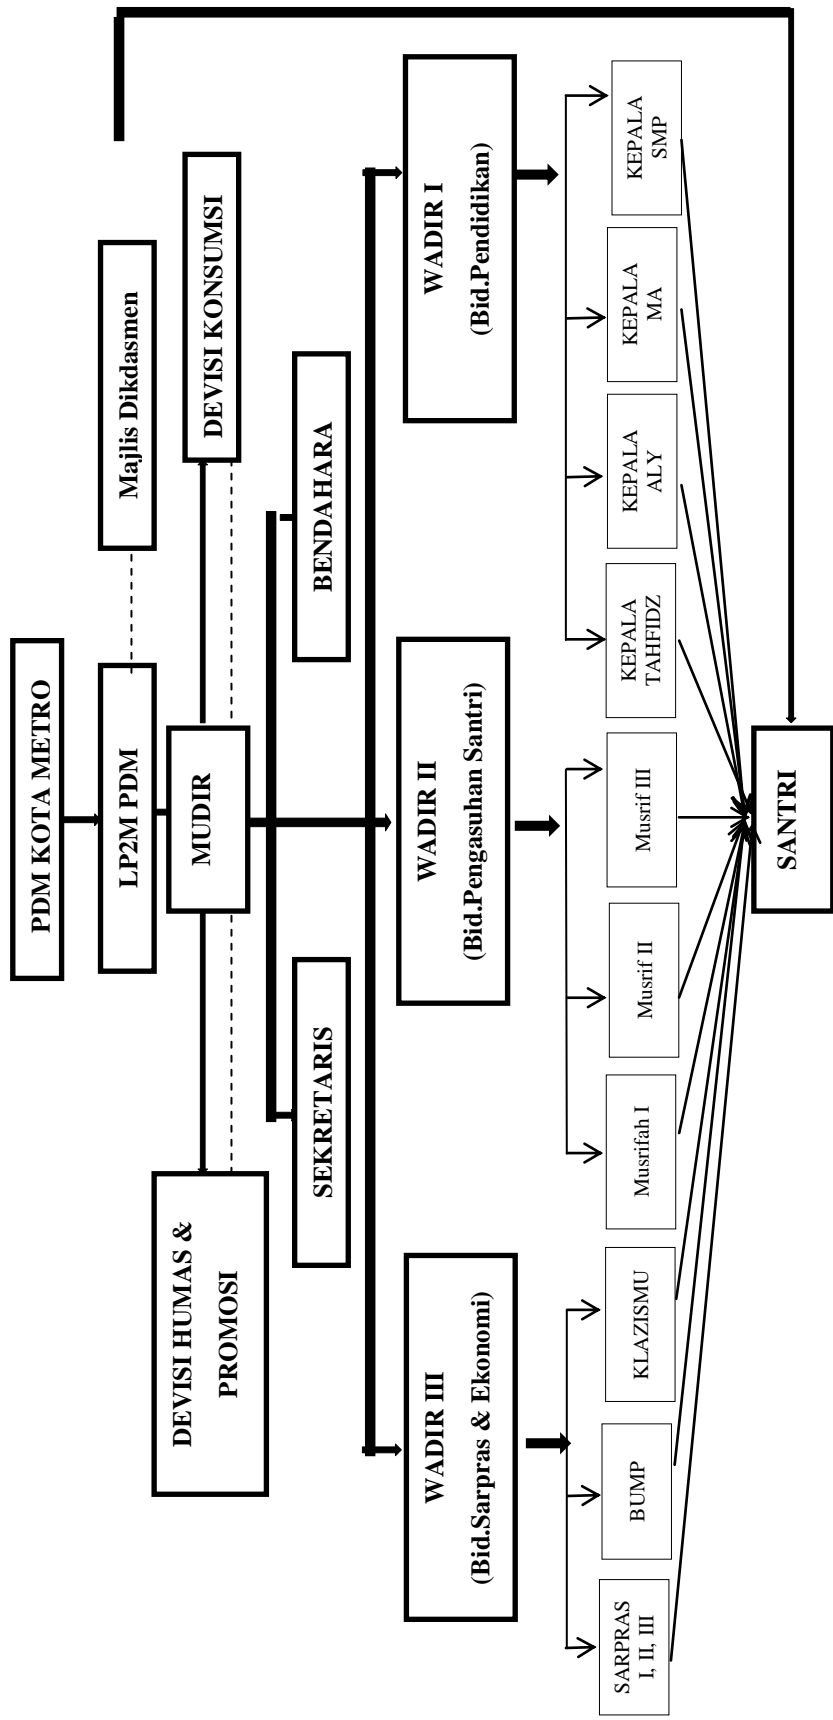 PDM KOTA METRO
LP2M PDM
Majlis Dikdasmen
DEVISI HUMAS &
PROMOSI
MUDIR
DEVISI KONSUMSI
SEKRETARIS
BENDAHARA
WADIR III
(Bid.Sarpras & Ekonomi)
WADIR II
(Bid.Pengasuhan Santri)
WADIR I
(Bid.Pendidikan)
SARPRAS
I, II, III
BUMP
KLAZISMU
Musrifah I
Musrif II
Musrif III
KEPALA
TAHFIDZ
KEPALA
ALY
KEPALA
MA
KEPALA
SMP
SANTRI